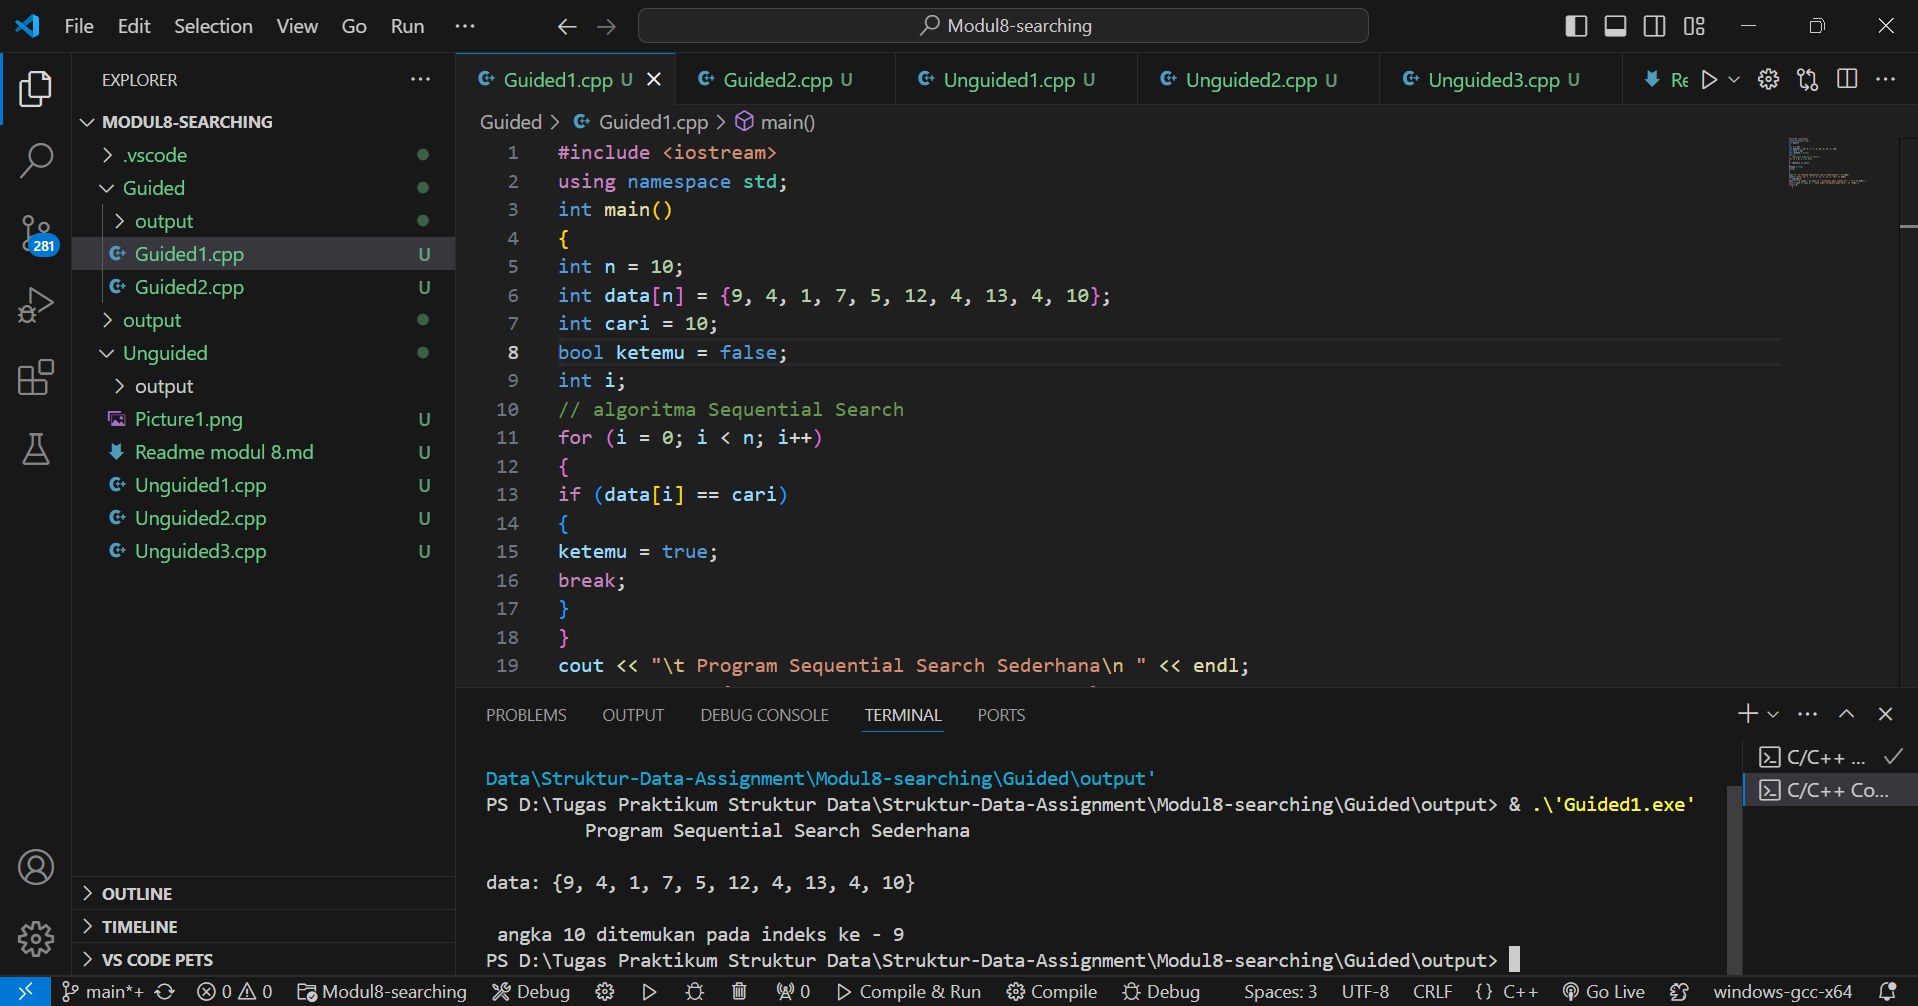 File Edit Selection View Go Run ···
Modul8-searching
EXPLORER
MODUL8-SEARCHING
.vscode
Guided
output
Guided1.cpp U
Guided2.cpp U
output
Unguided
output
Picture1.png U
Readme modul 8.md U
Unguided1.cpp U
Unguided2.cpp U
Unguided3.cpp U
281
OUTLINE
TIMELINE
VS CODE PETS
Guided1.cpp U Guided2.cpp U Unguided1.cpp U Unguided2.cpp U Unguided3.cpp U Re
Guided > Guided1.cpp > main()
1 #include <iostream>
2 using namespace std;
3 int main()
4 {
5 int n = 10;
6 int data[n] = {9, 4, 1, 7, 5, 12, 4, 13, 4, 10};
7 int cari = 10;
8 bool ketemu = false;
9 int i;
10 // algoritma Sequential Search
11 for (i = 0; i < n; i++)
12 {
13 if (data[i] == cari)
14 {
15 ketemu = true;
16 break;
17 }
18 }
19 cout << "\t Program Sequential Search Sederhana\n " << endl;
PROBLEMS OUTPUT DEBUG CONSOLE TERMINAL PORTS
Data\Struktur-Data-Assignment\Modul8-searching\Guided\output'
PS D:\Tugas Praktikum Struktur Data\Struktur-Data-Assignment\Modul8-searching\Guided\output> & .\'Guided1.exe'
Program Sequential Search Sederhana
data: {9, 4, 1, 7, 5, 12, 4, 13, 4, 10}
angka 10 ditemukan pada indeks ke - 9
PS D:\Tugas Praktikum Struktur Data\Struktur-Data-Assignment\Modul8-searching\Guided\output>
C/C++ ...
C/C++ Co...
main*+ 0 0 Modul8-searching Debug 0 Compile & Run Compile Debug Spaces: 3 UTF-8 CRLF {} C++ Go Live windows-gcc-x64